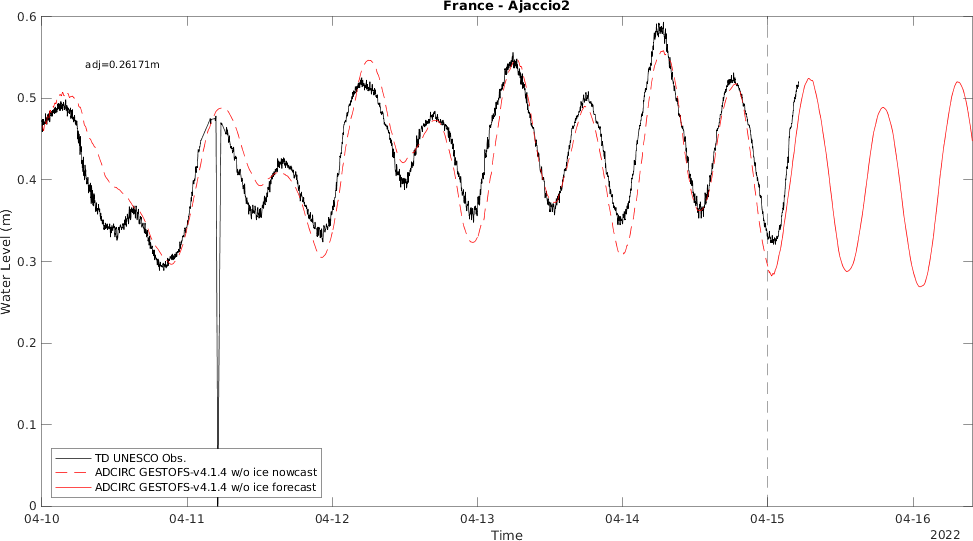 France - Ajaccio2
adj=0.26171m
Water Level (m)
0.6
0.5
0.4
0.3
0.2
0.1
0
TD UNESCO Obs.
ADCIRC GESTOFS-v4.1.4 w/o ice nowcast
ADCIRC GESTOFS-v4.1.4 w/o ice forecast
04-10 04-11 04-12 04-13 04-14 04-15 04-16
Time
2022